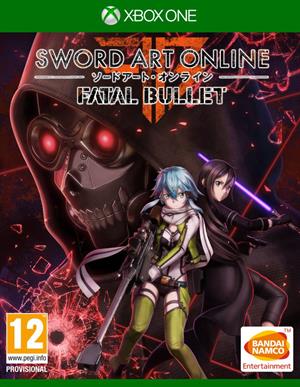 XBOX ONE
SWORD ART ONLINE
ソードアート・オンライン
FATAL BULLET
12
www.pegi.info
PROVISIONAL
BANDAI
NAMCO
Entertainment